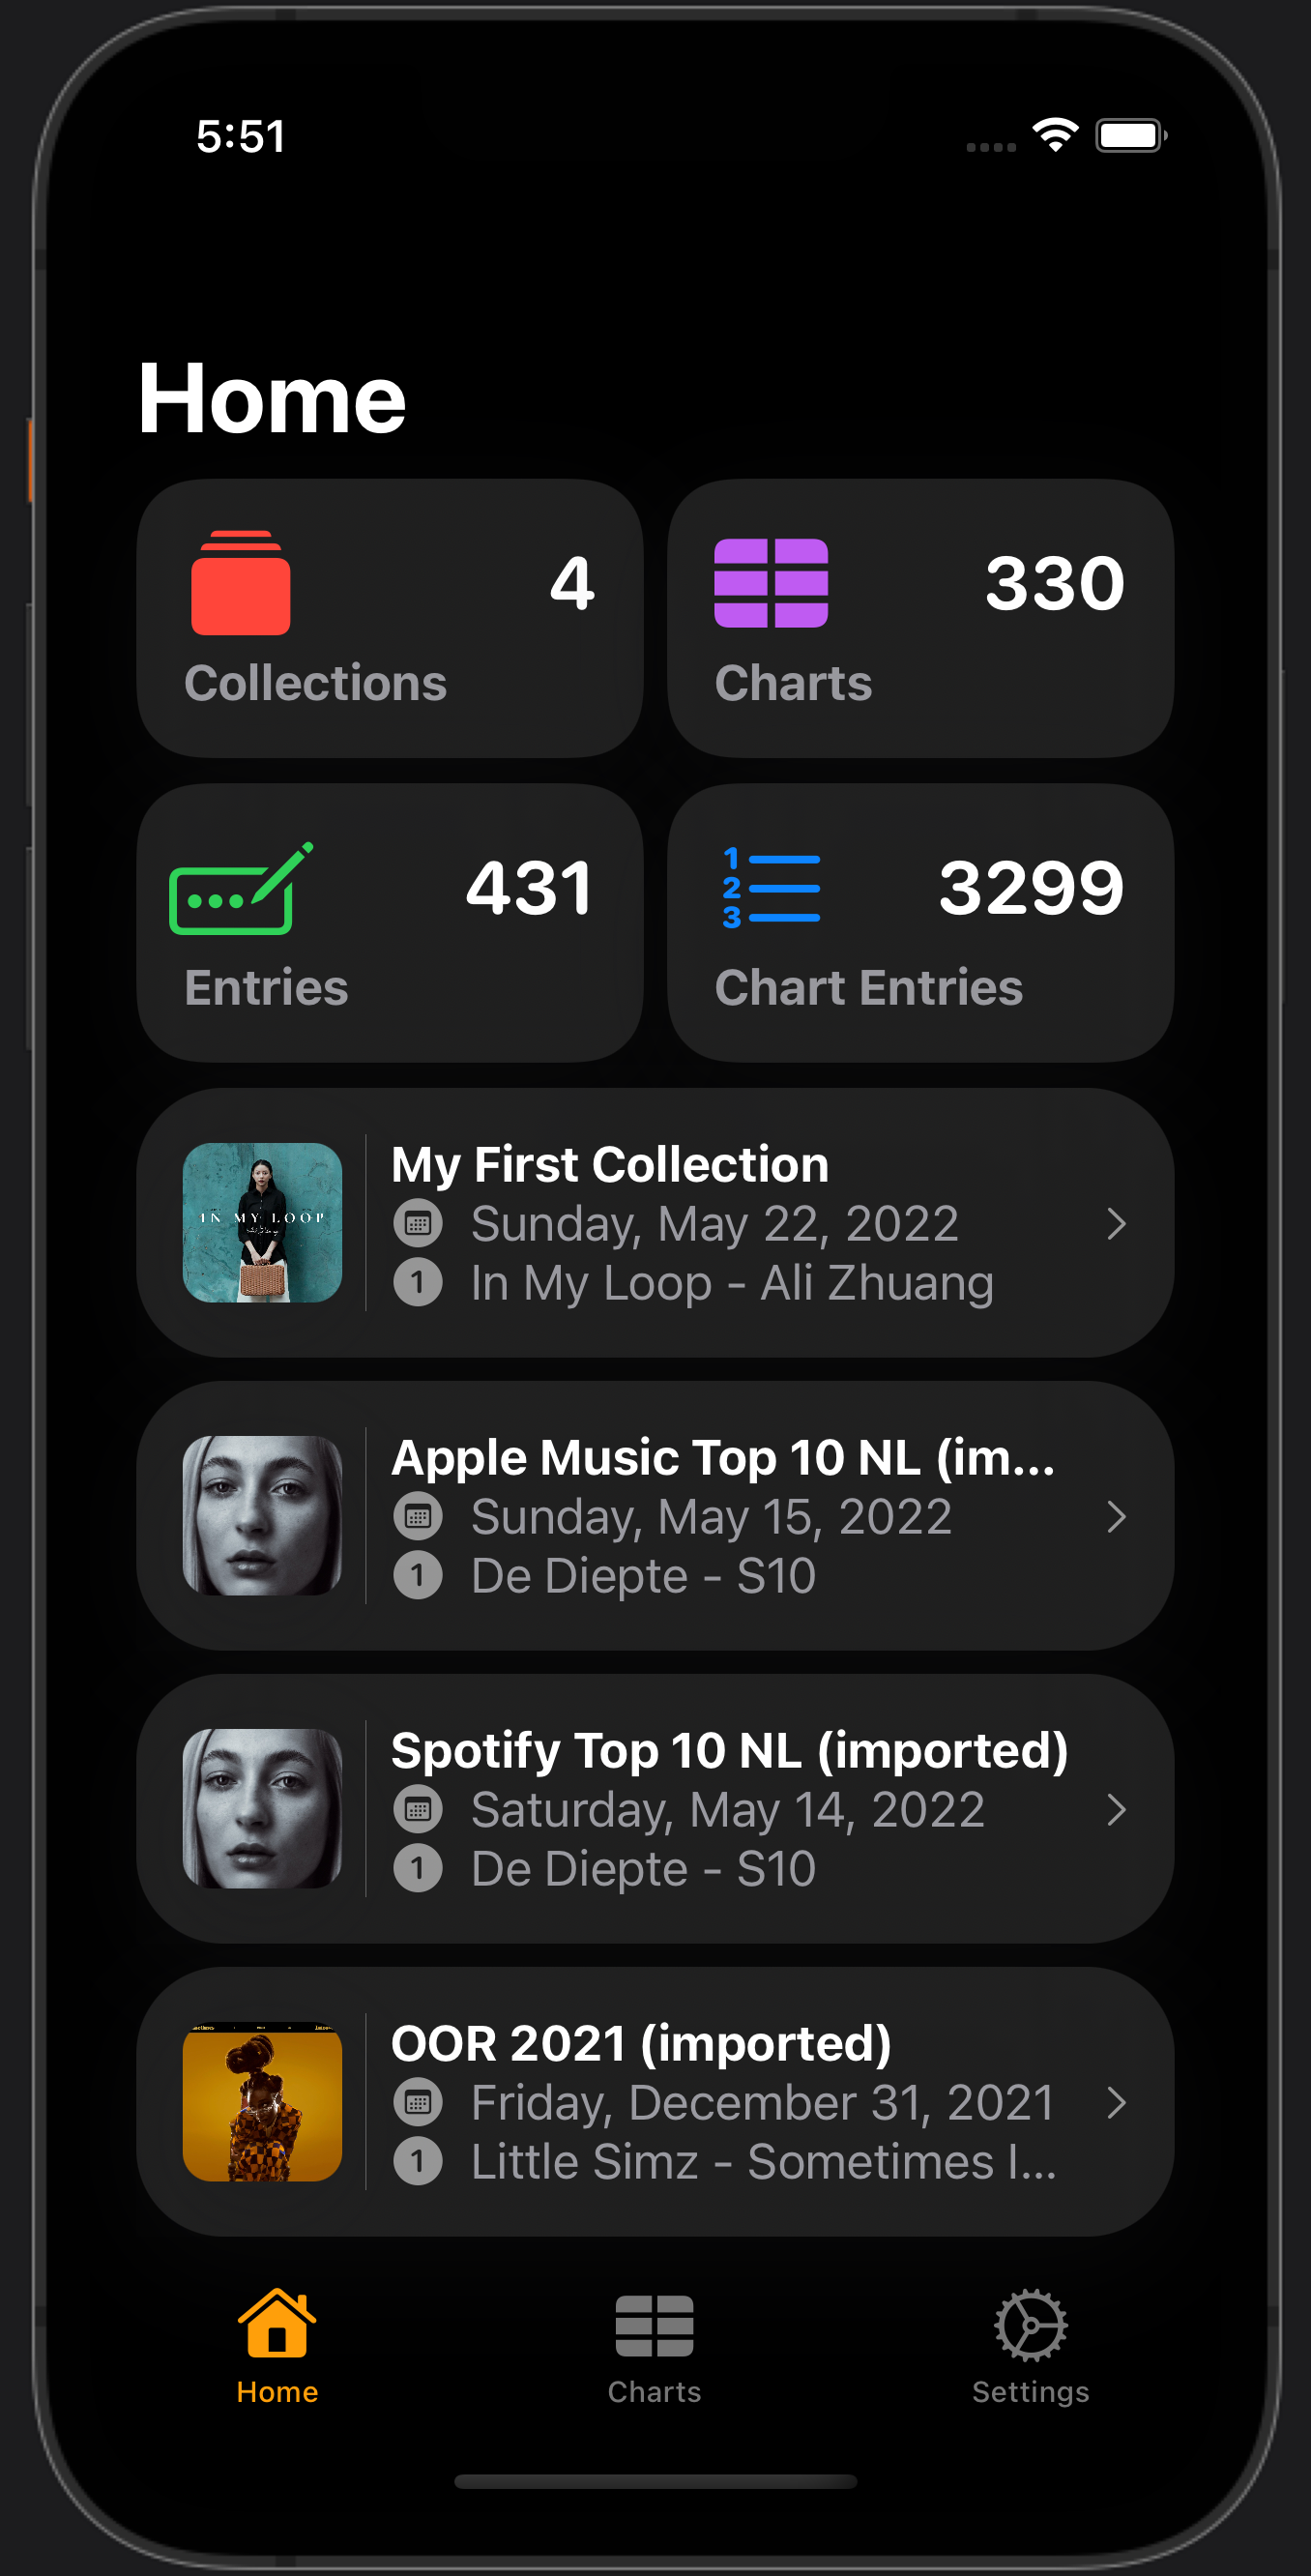 5:51
Home
4
Collections
330
Charts
431
Entries
1
2
3
3299
Chart Entries
IN MY LOOP
My First Collection
Sunday, May 22, 2022
1 In My Loop - Ali Zhuang
Apple Music Top 10 NL (im...
Sunday, May 15, 2022
1 De Diepte - S10
Spotify Top 10 NL (imported)
Saturday, May 14, 2022
1 De Diepte - S10
OOR 2021 (imported)
Friday, December 31, 2021
1 Little Simz - Sometimes I...
Home
Charts
Settings